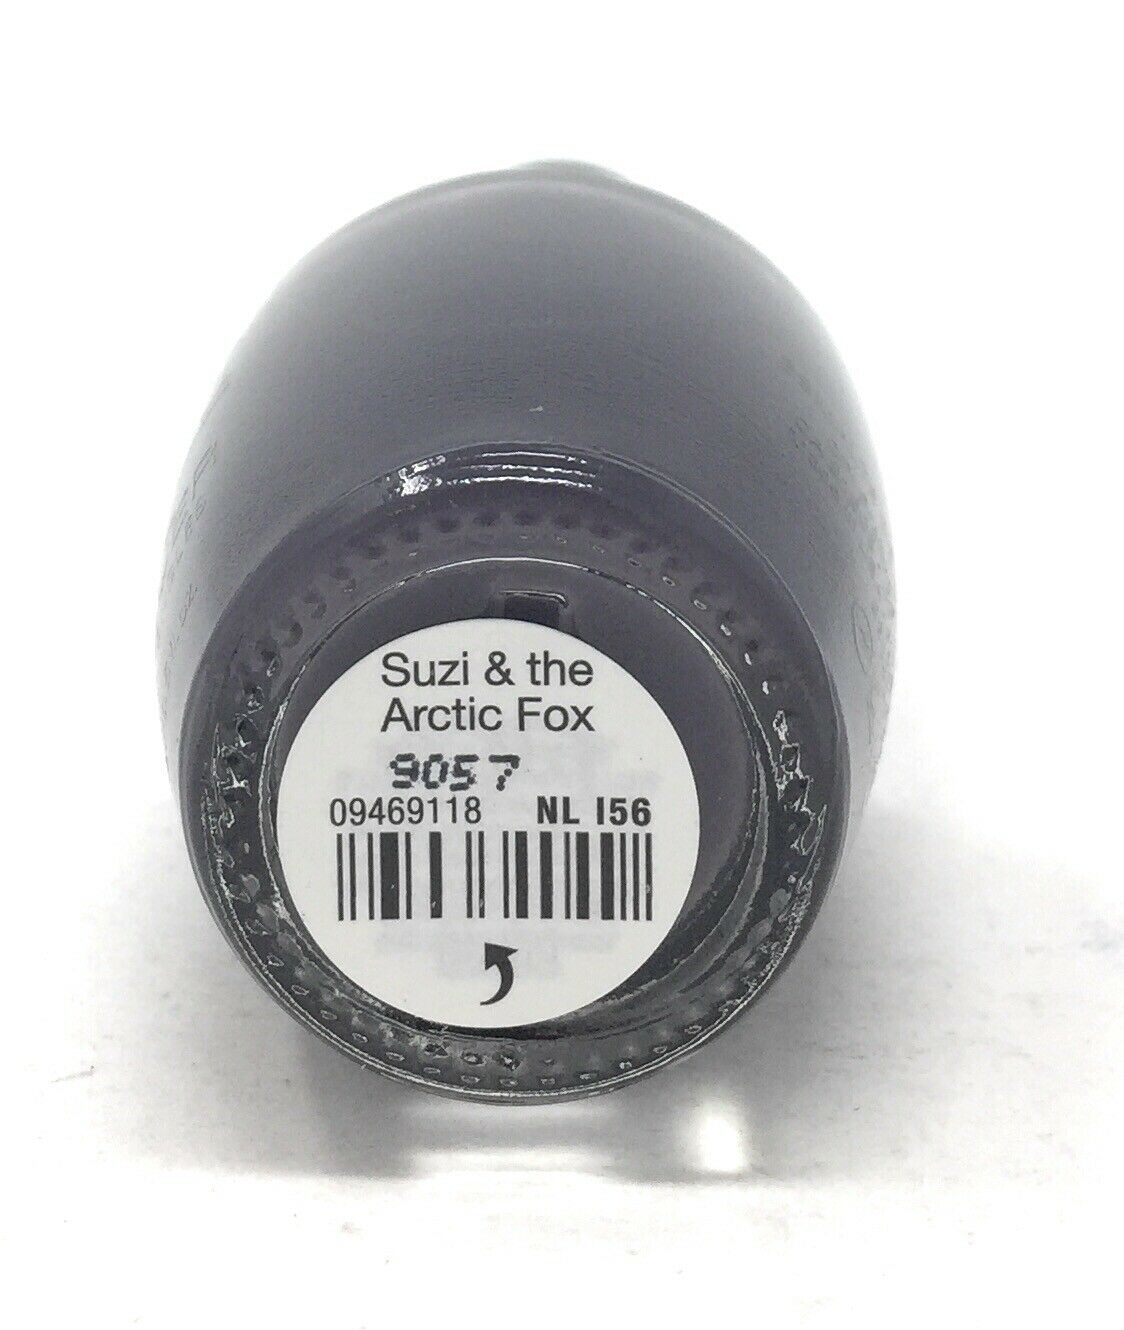 Suzi & the
Arctic Fox
9057
09469118 NL I56